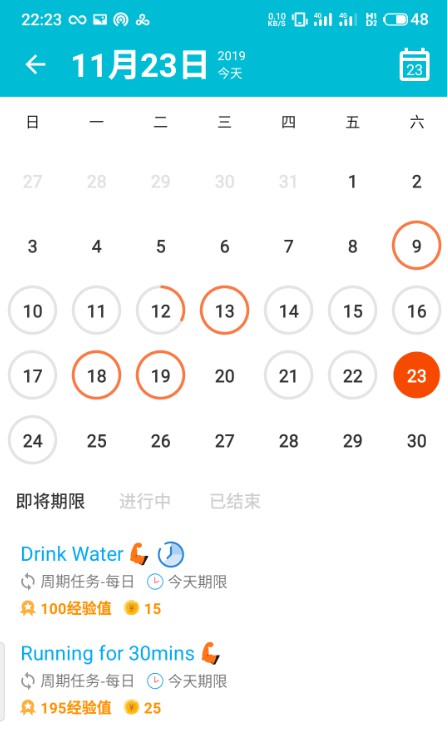 22:23 0.10 KB/S 4G 4G HD 2 48
11月23日 2019 今天 23
日 一 二 三 四 五 六
27 28 29 30 31 1 2
3 4 5 6 7 8 9
10 11 12 13 14 15 16
17 18 19 20 21 22 23
24 25 26 27 28 29 30
即将期限 进行中 已结束
Drink Water
周期任务-每日 今天期限
100经验值 ¥ 15
Running for 30mins
周期任务-每日 今天期限
195经验值 ¥ 25